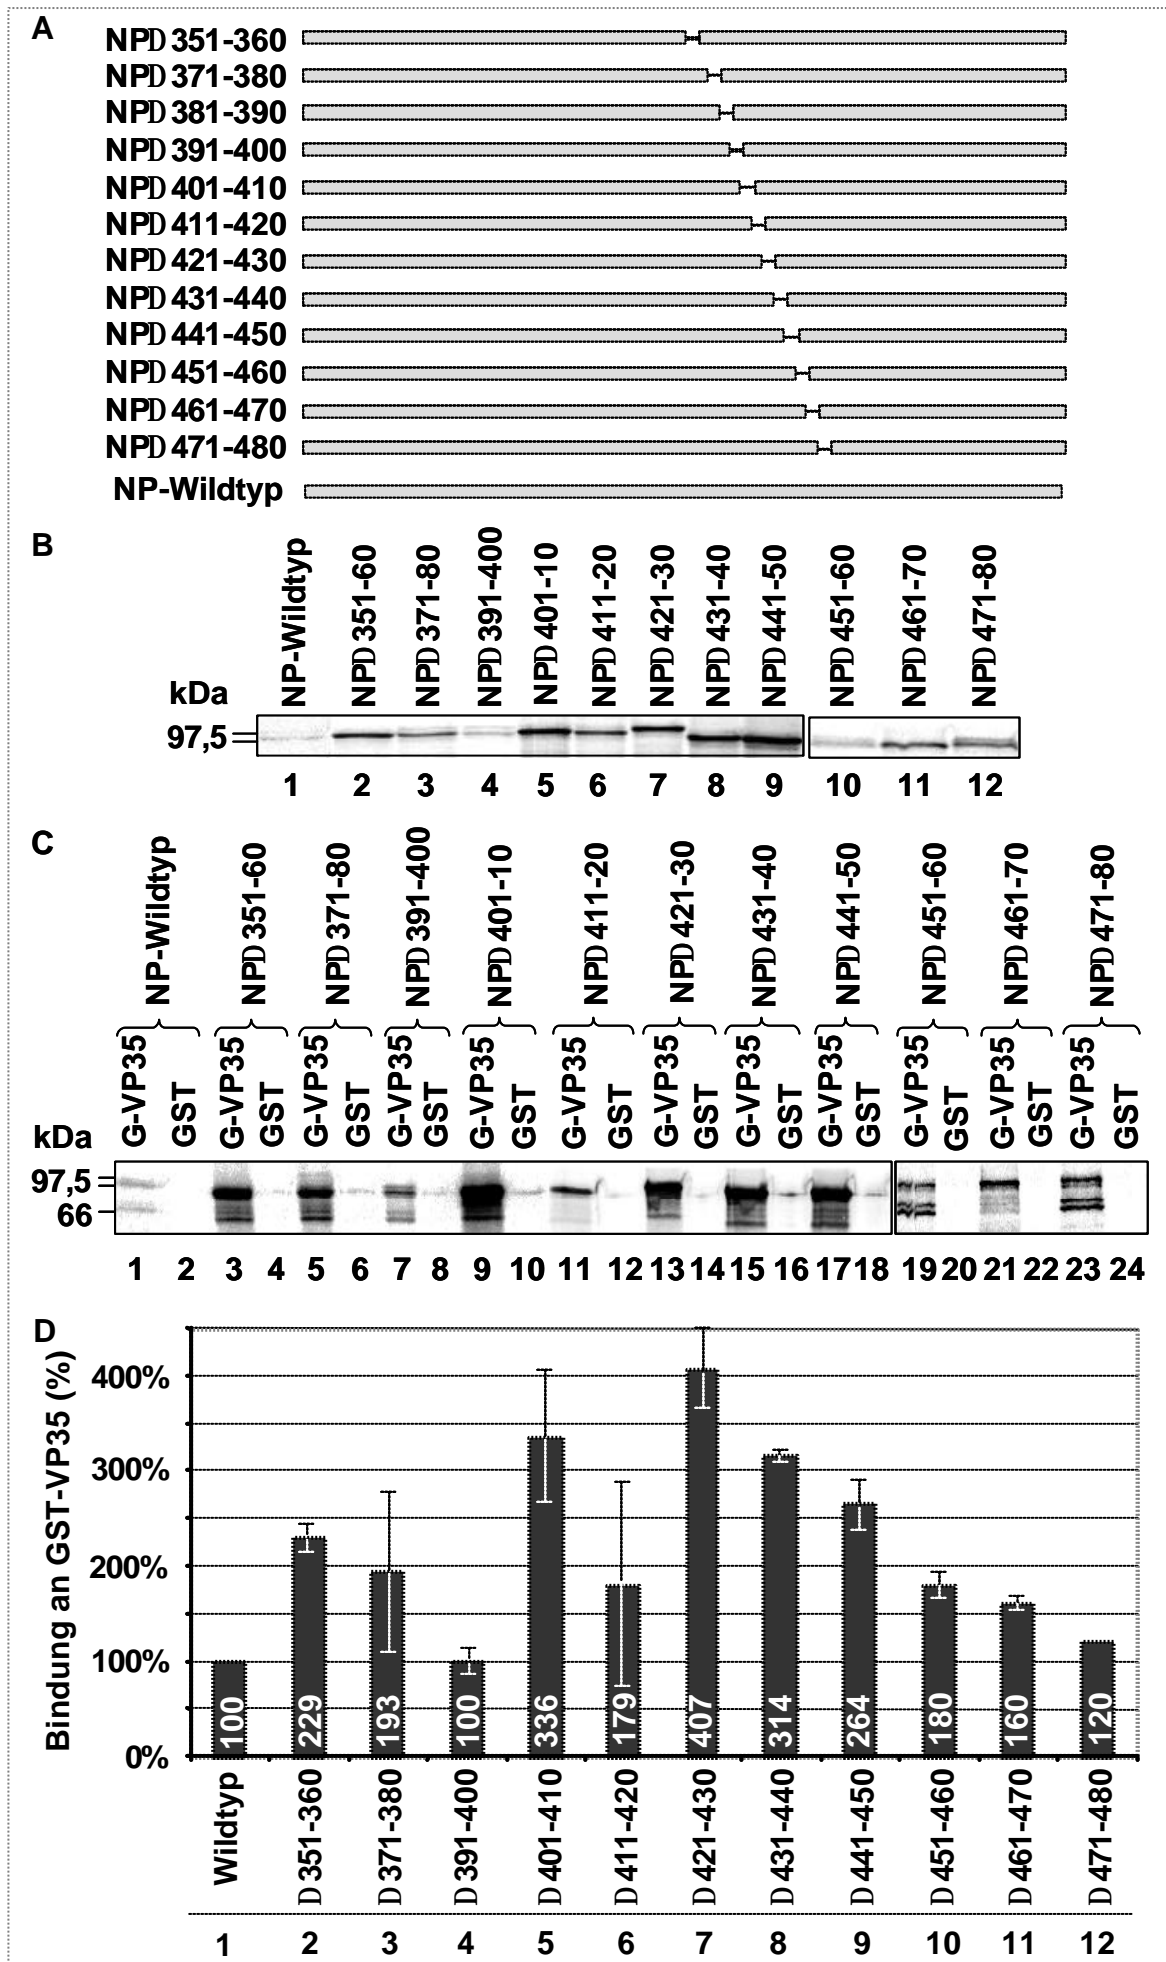 A
NPD 351-360
NPD 371-380
NPD 381-390
NPD 391-400
NPD 401-410
NPD 411-420
NPD 421-430
NPD 431-440
NPD 441-450
NPD 451-460
NPD 461-470
NPD 471-480
NP-Wildtyp
B
NP-Wildtyp
NPD 351-60
NPD 371-80
NPD 391-400
NPD 401-10
NPD 411-20
NPD 421-30
NPD 431-40
NPD 441-50
NPD 451-60
NPD 461-70
NPD 471-80
kDa
97,5
1 2 3 4 5 6 7 8 9 10 11 12
C
NP-Wildtyp
NPD 351-60
NPD 371-80
NPD 391-400
NPD 401-10
NPD 411-20
NPD 421-30
NPD 431-40
NPD 441-50
NPD 451-60
NPD 461-70
NPD 471-80
G-VP35
GST
G-VP35
GST
G-VP35
GST
G-VP35
GST
G-VP35
GST
G-VP35
GST
G-VP35
GST
G-VP35
GST
G-VP35
GST
G-VP35
GST
G-VP35
GST
G-VP35
GST
kDa
97,5
66
1 2 3 4 5 6 7 8 9 10 11 12 13 14 15 16 17 18 19 20 21 22 23 24
D
Bindung an GST-VP35 (%)
400%
300%
200%
100%
0%
100
229
193
100
336
179
407
314
264
180
160
120
Wildtyp
D 351-360
D 371-380
D 391-400
D 401-410
D 411-420
D 421-430
D 431-440
D 441-450
D 451-460
D 461-470
D 471-480
1 2 3 4 5 6 7 8 9 10 11 12